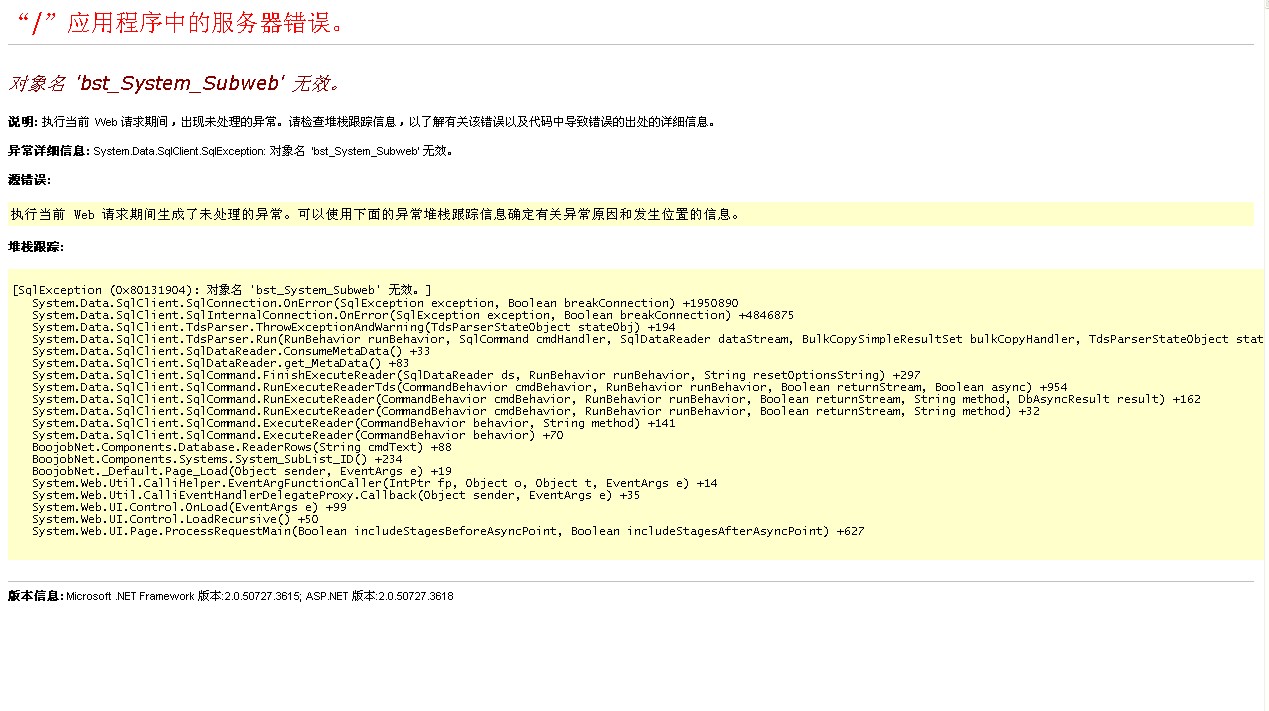 “/”应用程序中的服务器错误。
对象名 'bst_System_Subweb' 无效。
说明: 执行当前 Web 请求期间，出现未处理的异常。请检查堆栈跟踪信息，以了解有关该错误以及代码中导致错误的出处的详细信息。
异常详细信息: System.Data.SqlClient.SqlException: 对象名 'bst_System_Subweb' 无效。
源错误:
执行当前 Web 请求期间生成了未处理的异常。可以使用下面的异常堆栈跟踪信息确定有关异常原因和发生位置的信息。
堆栈跟踪:
[SqlException (0x80131904): 对象名 'bst_System_Subweb' 无效。]
System.Data.SqlClient.SqlConnection.OnError(SqlException exception, Boolean breakConnection) +1950890
System.Data.SqlClient.SqlInternalConnection.OnError(SqlException exception, Boolean breakConnection) +4846875
System.Data.SqlClient.TdsParser.ThrowExceptionAndWarning(TdsParserStateObject stateObj) +194
System.Data.SqlClient.TdsParser.Run(RunBehavior runBehavior, SqlCommand cmdHandler, SqlDataReader dataStream, BulkCopySimpleResultSet bulkCopyHandler, TdsParserStateObject stat
System.Data.SqlClient.SqlDataReader.ConsumeMetaData() +33
System.Data.SqlClient.SqlDataReader.get_MetaData() +83
System.Data.SqlClient.SqlCommand.FinishExecuteReader(SqlDataReader ds, RunBehavior runBehavior, String resetOptionsString) +297
System.Data.SqlClient.SqlCommand.RunExecuteReaderTds(CommandBehavior cmdBehavior, RunBehavior runBehavior, Boolean returnStream, Boolean async) +954
System.Data.SqlClient.SqlCommand.RunExecuteReader(CommandBehavior cmdBehavior, RunBehavior runBehavior, Boolean returnStream, String method, DbAsyncResult result) +162
System.Data.SqlClient.SqlCommand.RunExecuteReader(CommandBehavior cmdBehavior, RunBehavior runBehavior, Boolean returnStream, String method) +32
System.Data.SqlClient.SqlCommand.ExecuteReader(CommandBehavior behavior, String method) +141
System.Data.SqlClient.SqlCommand.ExecuteReader(CommandBehavior behavior) +70
BoojobNet.Components.Database.ReaderRows(String cmdText) +88
BoojobNet.Components.Systems.System_SubList_ID() +234
BoojobNet._Default.Page_Load(Object sender, EventArgs e) +19
System.Web.Util.CalliHelper.EventArgFunctionCaller(IntPtr fp, Object o, Object t, EventArgs e) +14
System.Web.Util.CalliEventHandlerDelegateProxy.Callback(Object sender, EventArgs e) +35
System.Web.UI.Control.OnLoad(EventArgs e) +99
System.Web.UI.Control.LoadRecursive() +50
System.Web.UI.Page.ProcessRequestMain(Boolean includeStagesBeforeAsyncPoint, Boolean includeStagesAfterAsyncPoint) +627
版本信息: Microsoft .NET Framework 版本:2.0.50727.3615; ASP.NET 版本:2.0.50727.3618